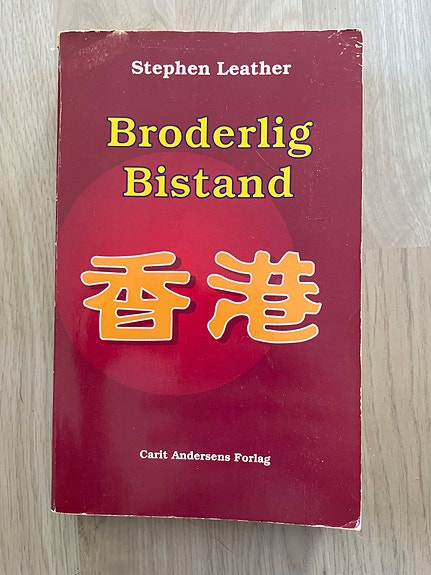 Stephen Leather
Broderlig
Bistand
香港
Carit Andersens Forlag